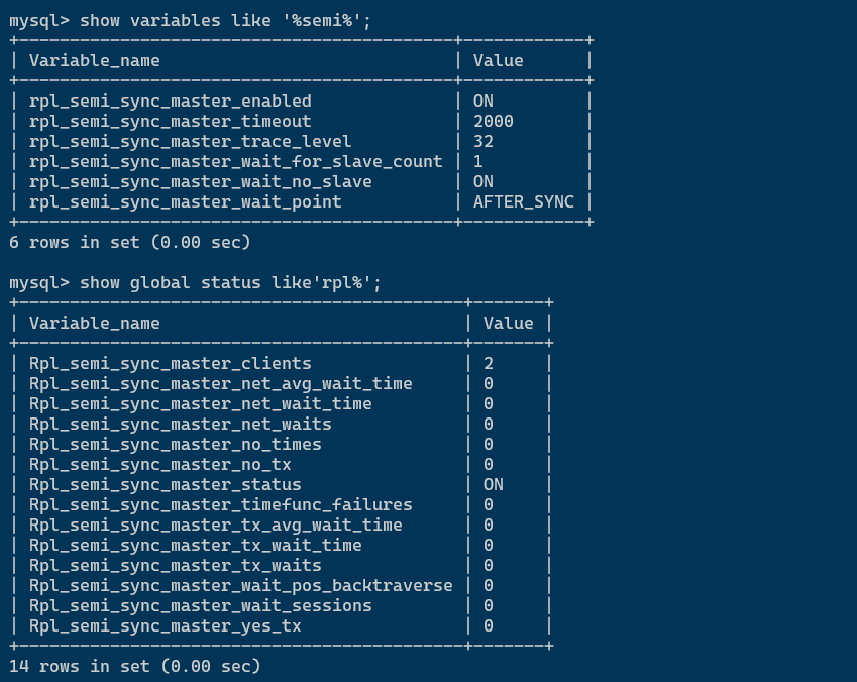 mysql> show variables like '%semi%';
+-------------------------------------------+------------+
| Variable_name                             | Value      |
+-------------------------------------------+------------+
| rpl_semi_sync_master_enabled              | ON         |
| rpl_semi_sync_master_timeout              | 2000       |
| rpl_semi_sync_master_trace_level          | 32         |
| rpl_semi_sync_master_wait_for_slave_count | 1          |
| rpl_semi_sync_master_wait_no_slave        | ON         |
| rpl_semi_sync_master_wait_point           | AFTER_SYNC |
+-------------------------------------------+------------+
6 rows in set (0.00 sec)
mysql> show global status like'rpl%';
+--------------------------------------------+-------+
| Variable_name                              | Value |
+--------------------------------------------+-------+
| Rpl_semi_sync_master_clients               | 2     |
| Rpl_semi_sync_master_net_avg_wait_time     | 0     |
| Rpl_semi_sync_master_net_wait_time         | 0     |
| Rpl_semi_sync_master_net_waits             | 0     |
| Rpl_semi_sync_master_no_times              | 0     |
| Rpl_semi_sync_master_no_tx                 | 0     |
| Rpl_semi_sync_master_status                | ON    |
| Rpl_semi_sync_master_timefunc_failures     | 0     |
| Rpl_semi_sync_master_tx_avg_wait_time      | 0     |
| Rpl_semi_sync_master_tx_wait_time          | 0     |
| Rpl_semi_sync_master_tx_waits              | 0     |
| Rpl_semi_sync_master_wait_pos_backtraverse | 0     |
| Rpl_semi_sync_master_wait_sessions         | 0     |
| Rpl_semi_sync_master_yes_tx                | 0     |
+--------------------------------------------+-------+
14 rows in set (0.00 sec)